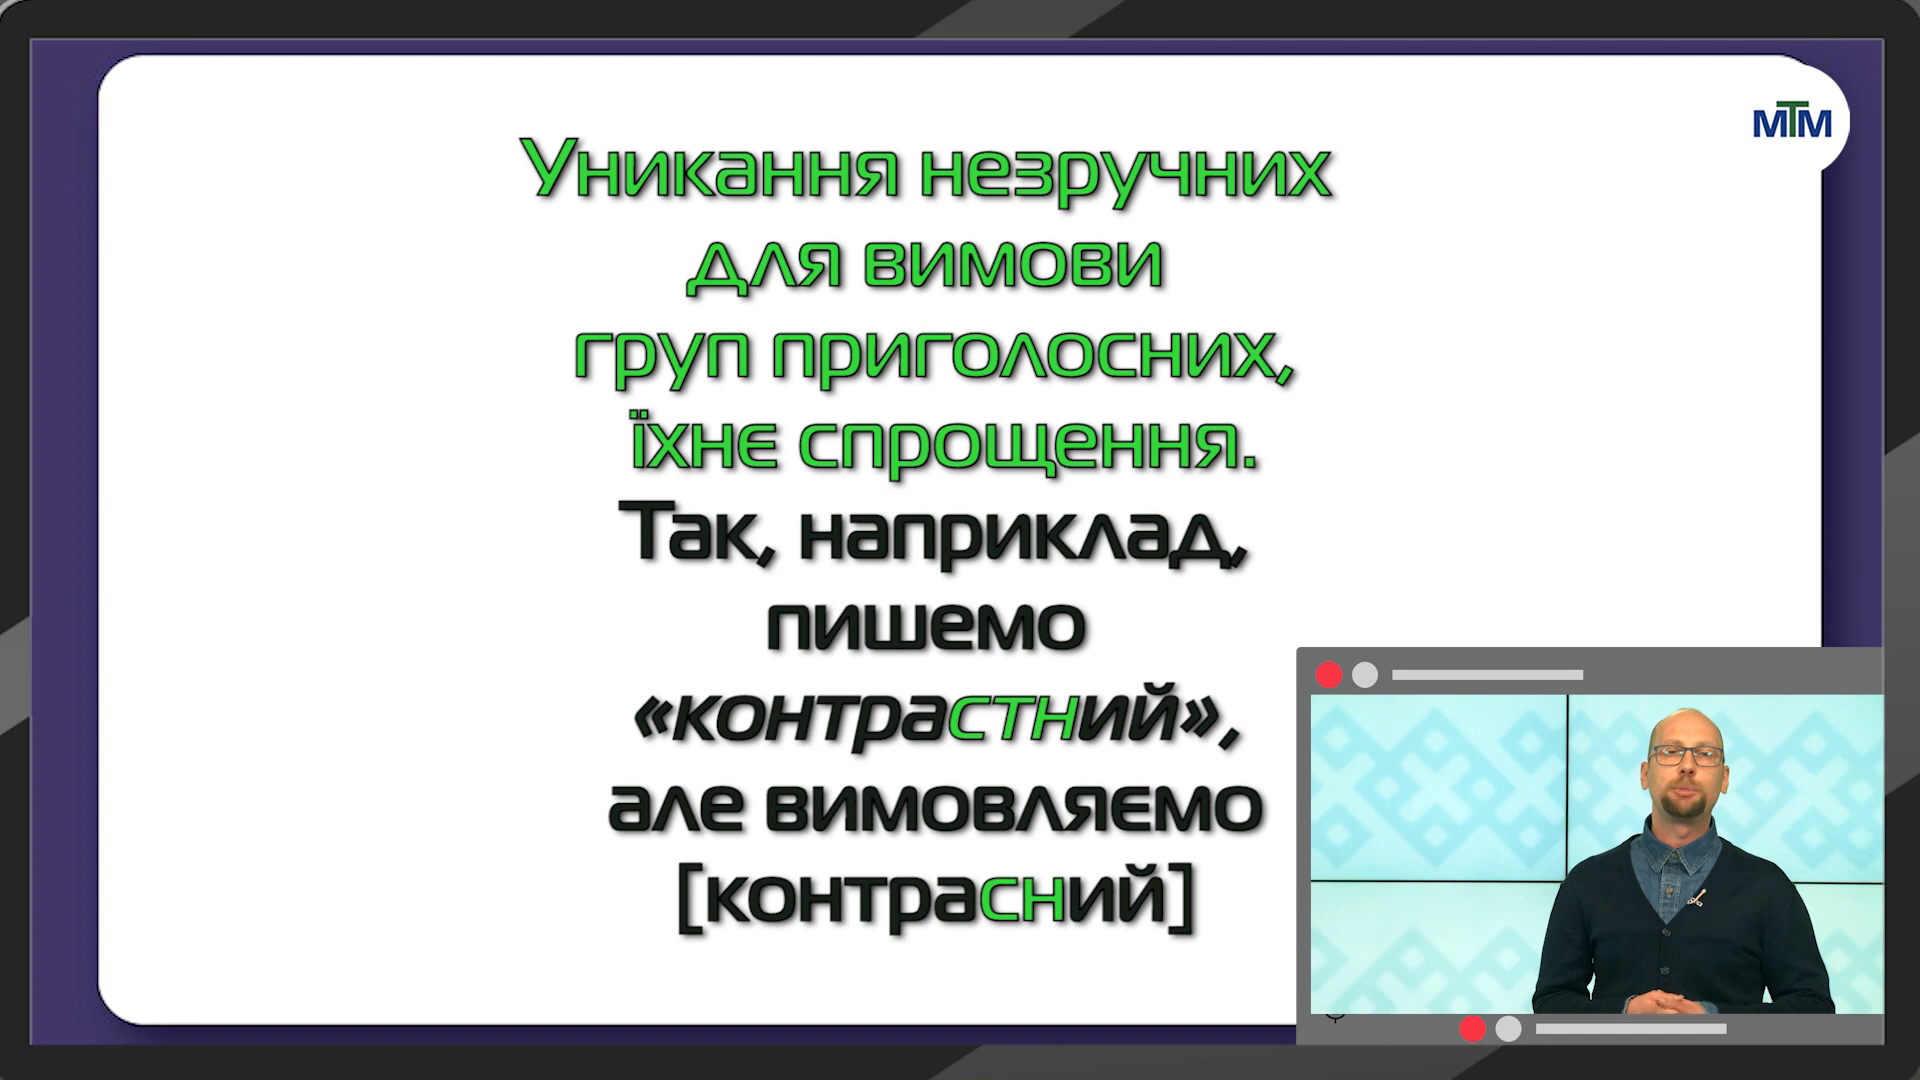 МТМ
Уникання незручних
для вимови
груп приголосних,
їхнє спрощення.
Так, наприклад,
пишемо
«контрастний»,
але вимовляємо
[контрасний]